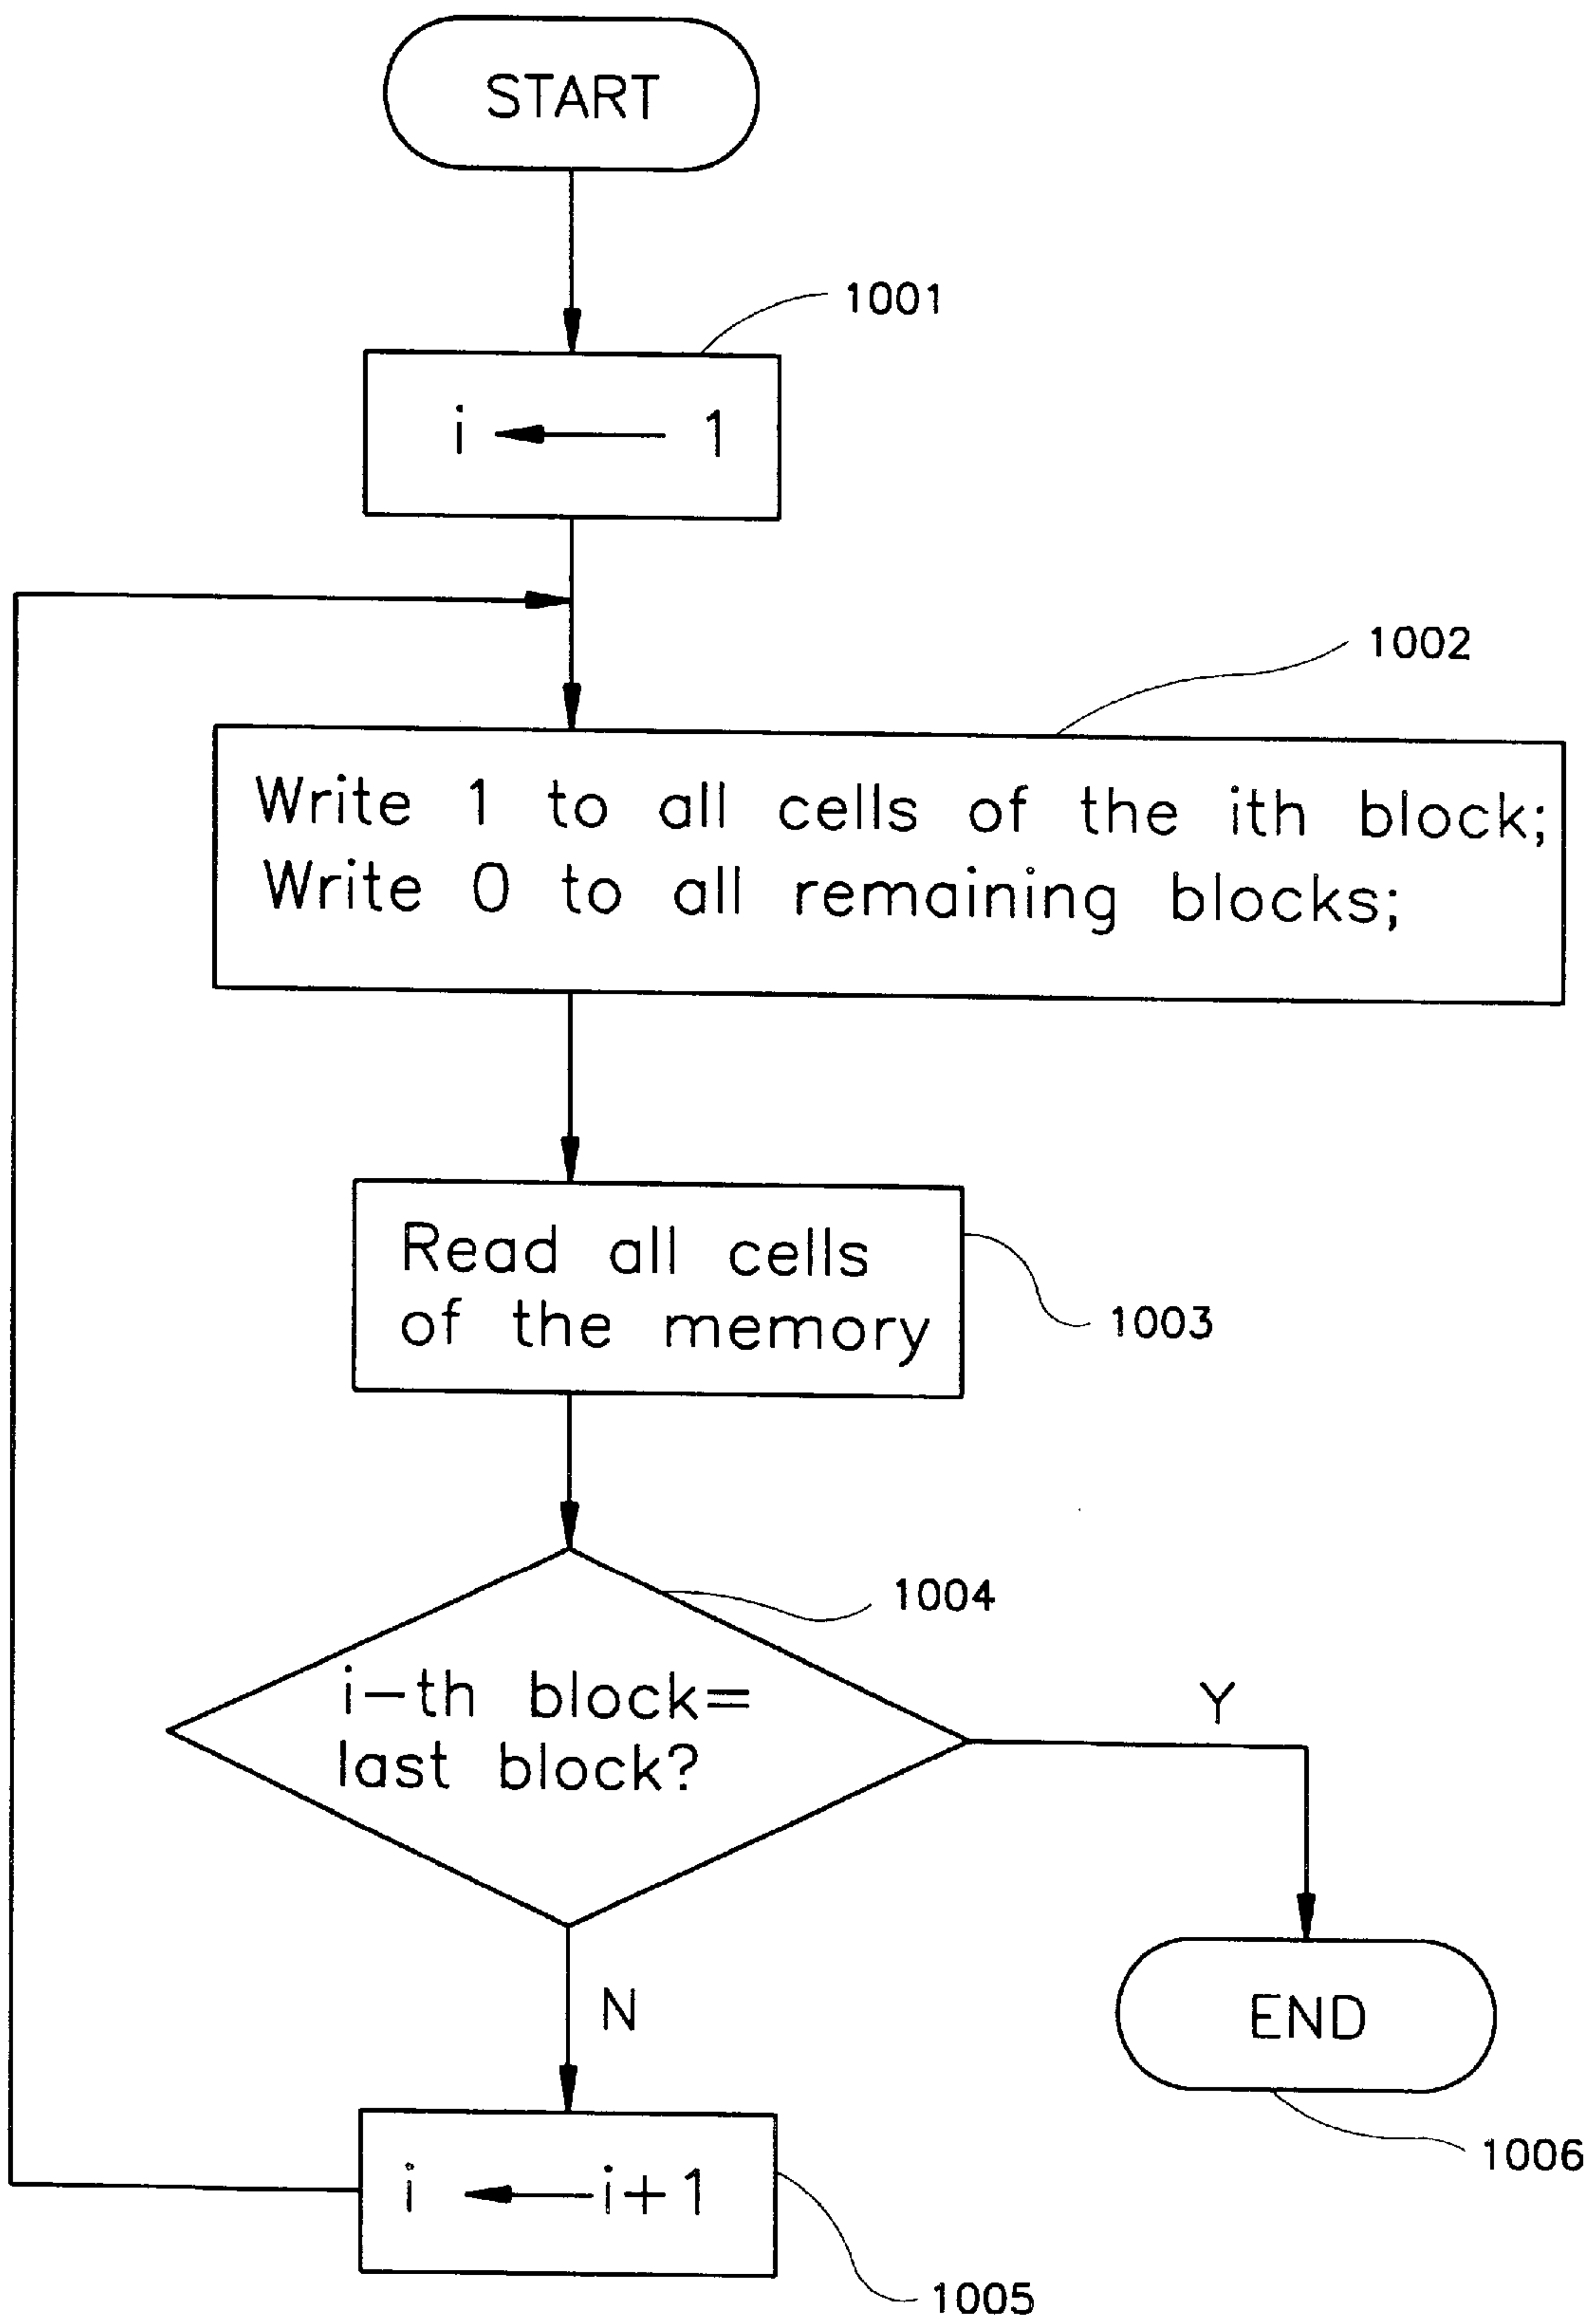 START
1001
i ← 1
1002
Write 1 to all cells of the ith block;
Write 0 to all remaining blocks;
Read all cells
of the memory
1003
1004
i-th block=
last block?
Y
N
END
1006
i ← i+1
1005